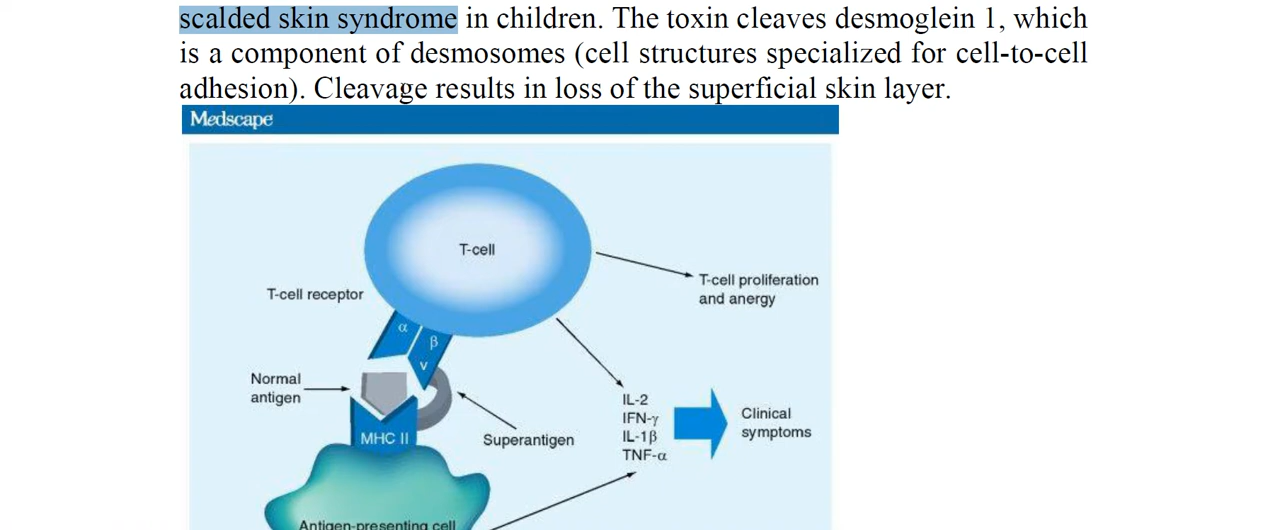 scalded skin syndrome in children. The toxin cleaves desmoglein 1, which
is a component of desmosomes (cell structures specialized for cell-to-cell
adhesion). Cleavage results in loss of the superficial skin layer.
Medscape
T-cell
T-cell receptor
T-cell proliferation
and anergy
α
β
v
Normal
antigen
MHC II
Superantigen
IL-2
IFN-γ
IL-1β
TNF-α
Clinical
symptoms
Antigen-presenting cell